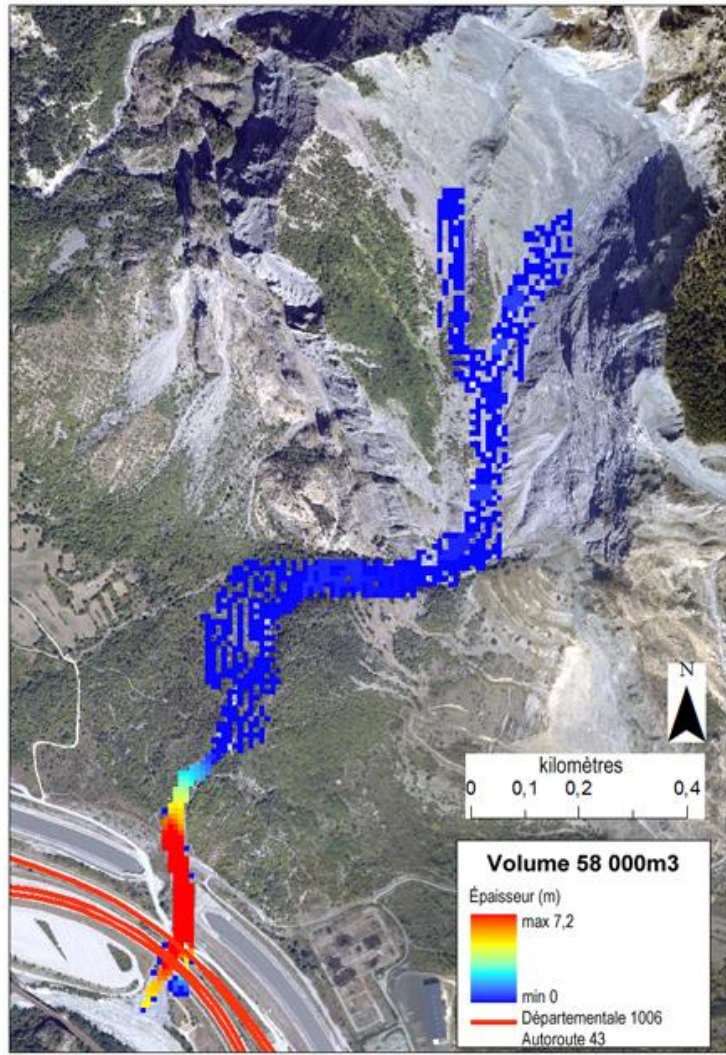 N
kilomètres
0 0,1 0,2 0,4
Volume 58 000m3
Épaisseur (m)
max 7,2
min 0
Départementale 1006
Autoroute 43